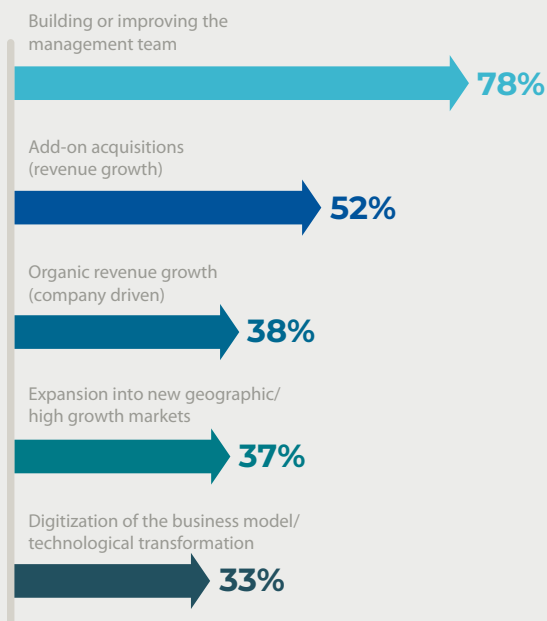 Building or improving the
management team
78%
Add-on acquisitions
(revenue growth)
52%
Organic revenue growth
(company driven)
38%
Expansion into new geographic/
high growth markets
37%
Digitization of the business model/
technological transformation
33%